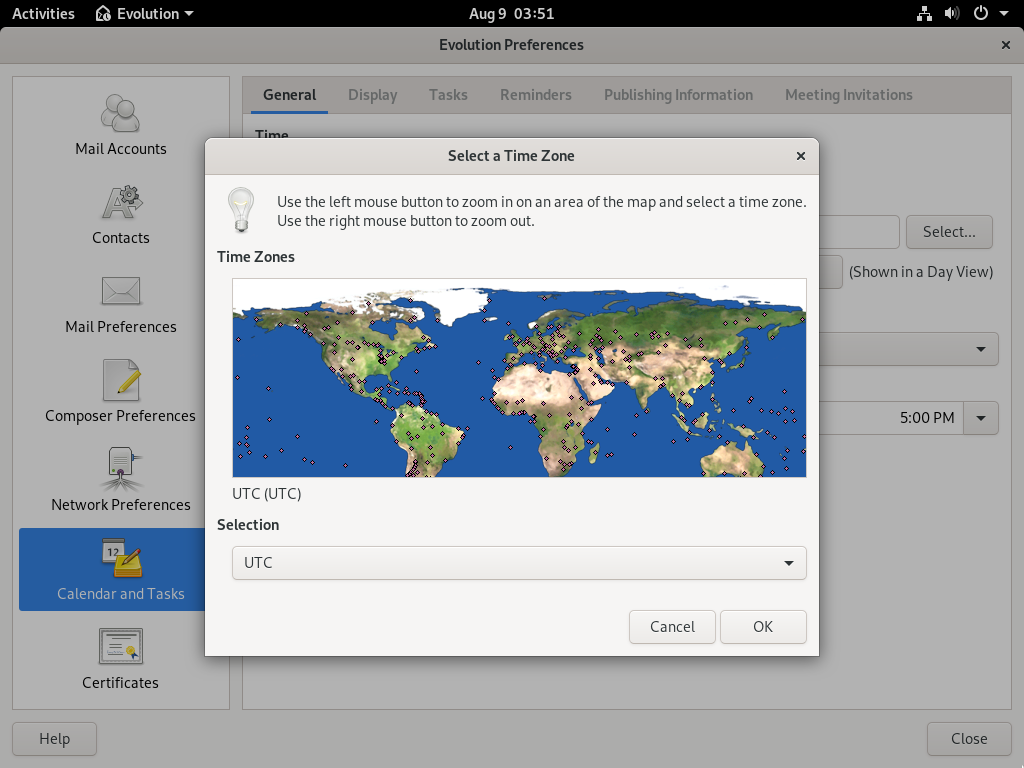 Activities
Evolution
Aug 9 03:51
Evolution Preferences
Mail Accounts
Contacts
Mail Preferences
Composer Preferences
Network Preferences
12
Calendar and Tasks
Certificates
General Display Tasks Reminders Publishing Information Meeting Invitations
Time
Select...
(Shown in a Day View)
5:00 PM
Select a Time Zone
Use the left mouse button to zoom in on an area of the map and select a time zone.
Use the right mouse button to zoom out.
Time Zones
UTC (UTC)
Selection
UTC
Cancel
OK
Help
Close